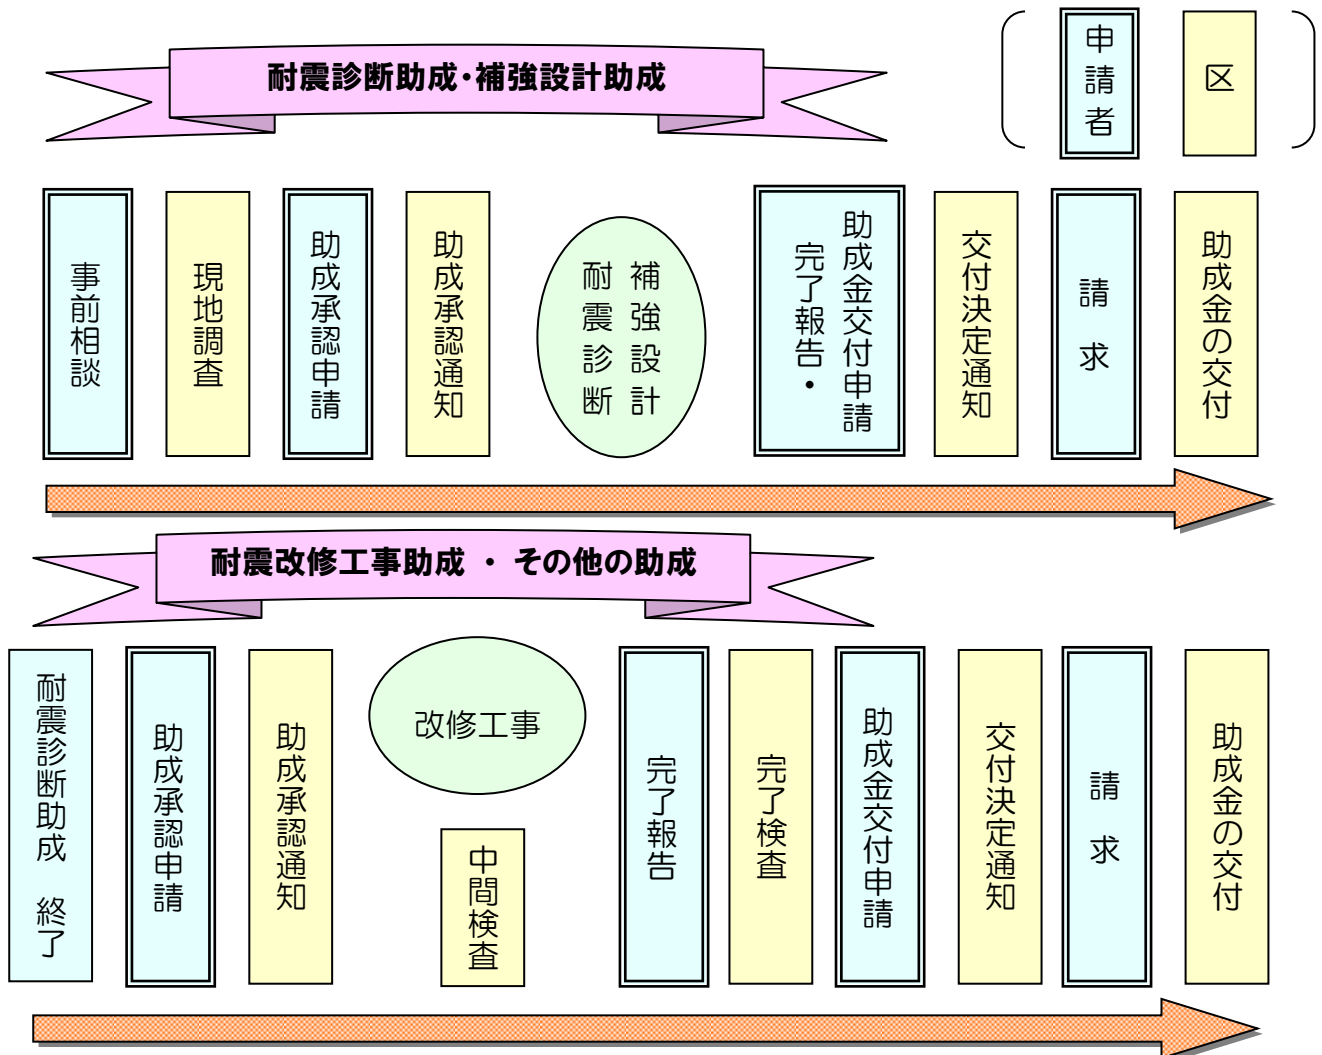 耐震診断助成・補強設計助成
申請者
区
事前相談
現地調査
助成承認申請
助成承認通知
補強設計
耐震診断
助成金交付申請
完了報告・
交付決定通知
請 求
助成金の交付
耐震改修工事助成 ・ その他の助成
耐震診断助成 終了
助成承認申請
助成承認通知
改修工事
中間検査
完了報告
完了検査
助成金交付申請
交付決定通知
請 求
助成金の交付